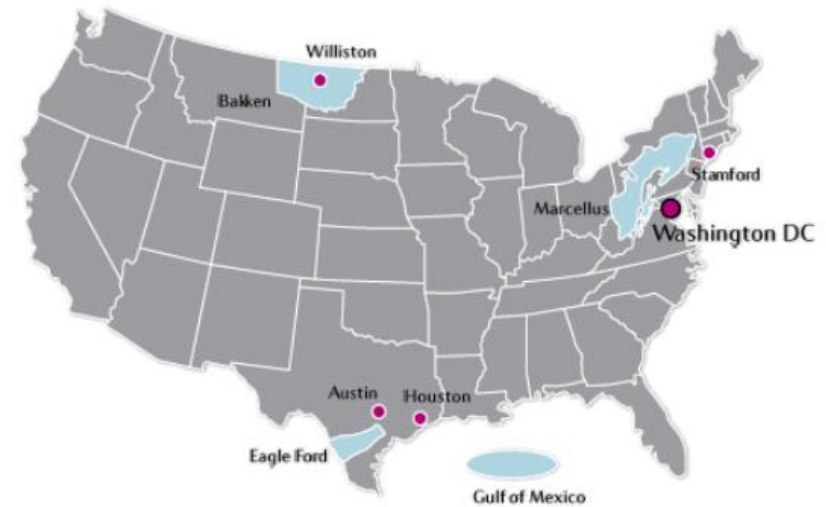 Williston
Bakken
Stamford
Marcellus
Washington DC
Austin
Houston
Eagle Ford
Gulf of Mexico